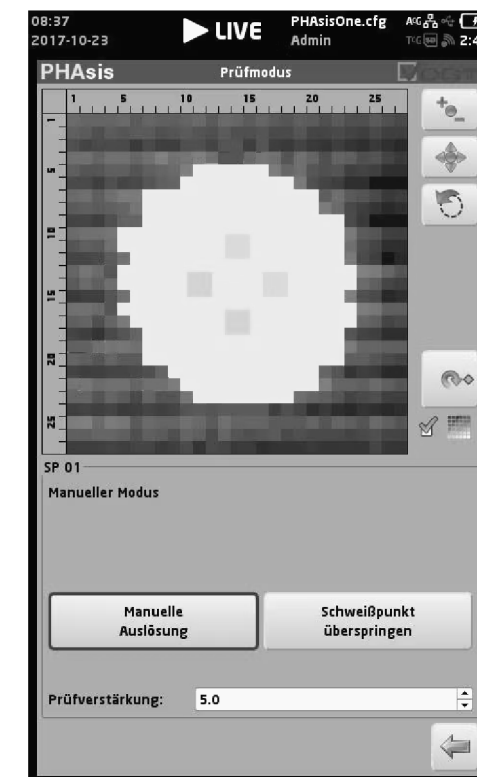 08:37 LIVE PHAsisOne.cfg
2017-10-23 Admin
PHAsis Prüfmodus VOGT
1 5 10 15 20 25
1
5
10
15
20
25
SP 01
Manueller Modus
Manuelle Auslösung
Schweißpunkt überspringen
Prüfverstärkung: 5.0